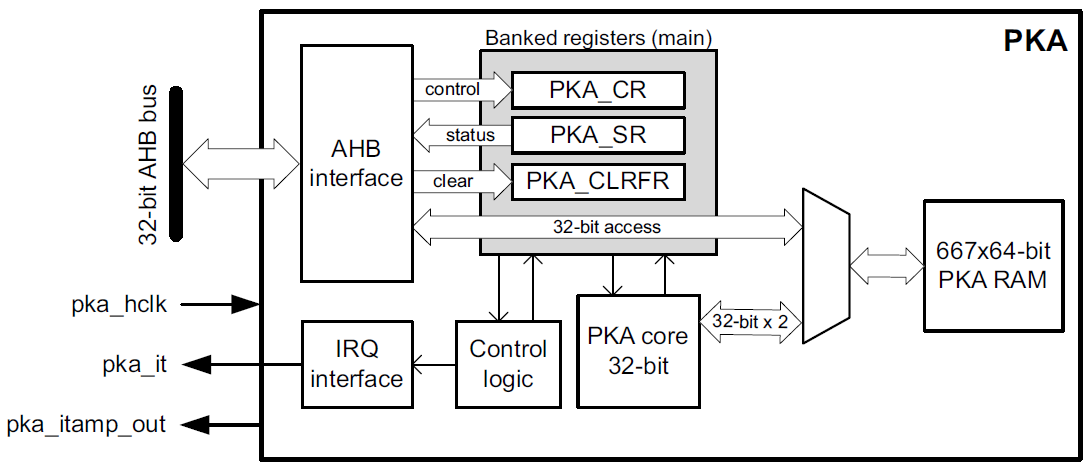 PKA
Banked registers (main)
32-bit AHB bus
AHB
interface
control
PKA_CR
status
PKA_SR
clear
PKA_CLRFR
32-bit access
667x64-bit
PKA RAM
pka_hclk
pka_it
pka_itamp_out
IRQ
interface
Control
logic
PKA core
32-bit
32-bit x 2